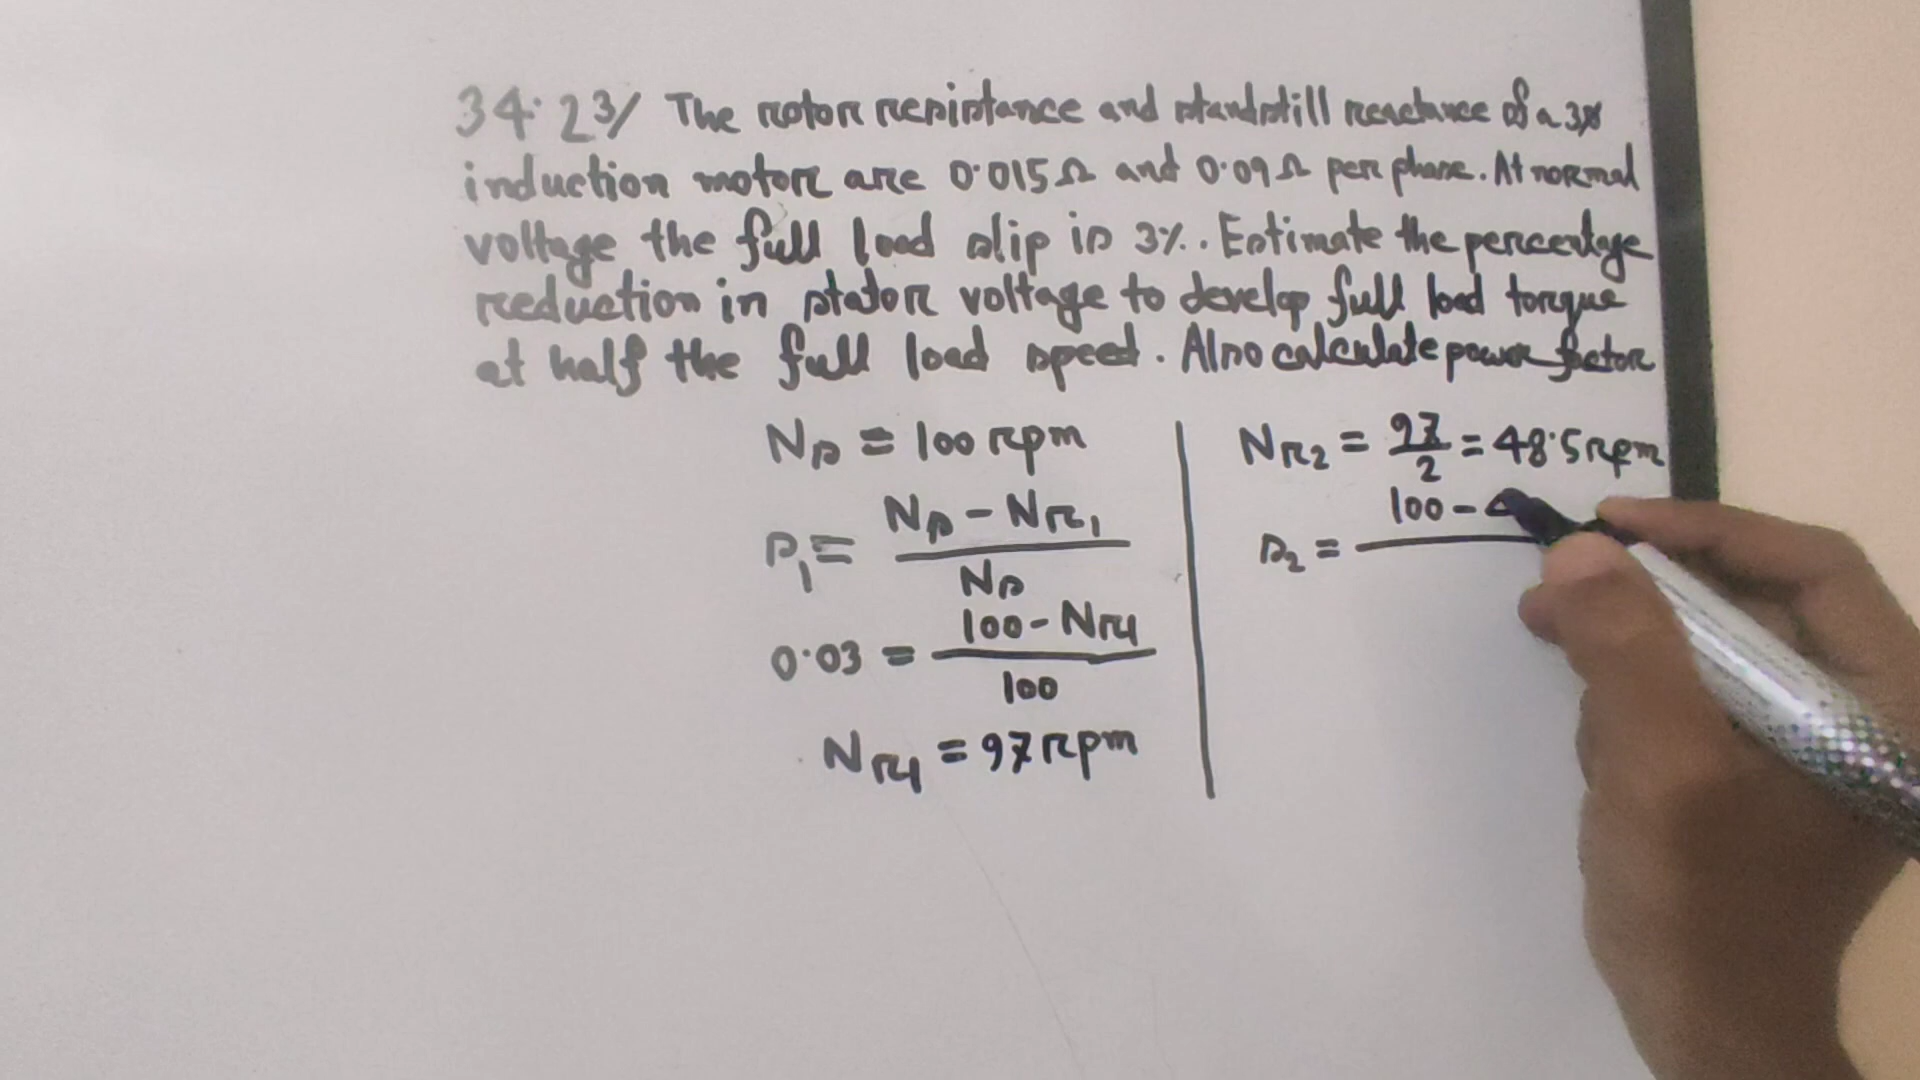 34.23/ The rotor resistance and standstill reactance of a 3φ
induction motor are 0.015Ω and 0.09Ω per phase. At normal
voltage the full load slip is 3%. Estimate the percentage
reduction in stator voltage to develop full load torque
at half the full load speed. Also calculate power factor
Ns = 100 rpm
s1 = Ns - Nr1 / Ns
0.03 = 100 - Nr1 / 100
Nr1 = 97 rpm
Nr2 = 97 / 2 = 48.5 rpm
s2 = 100 -